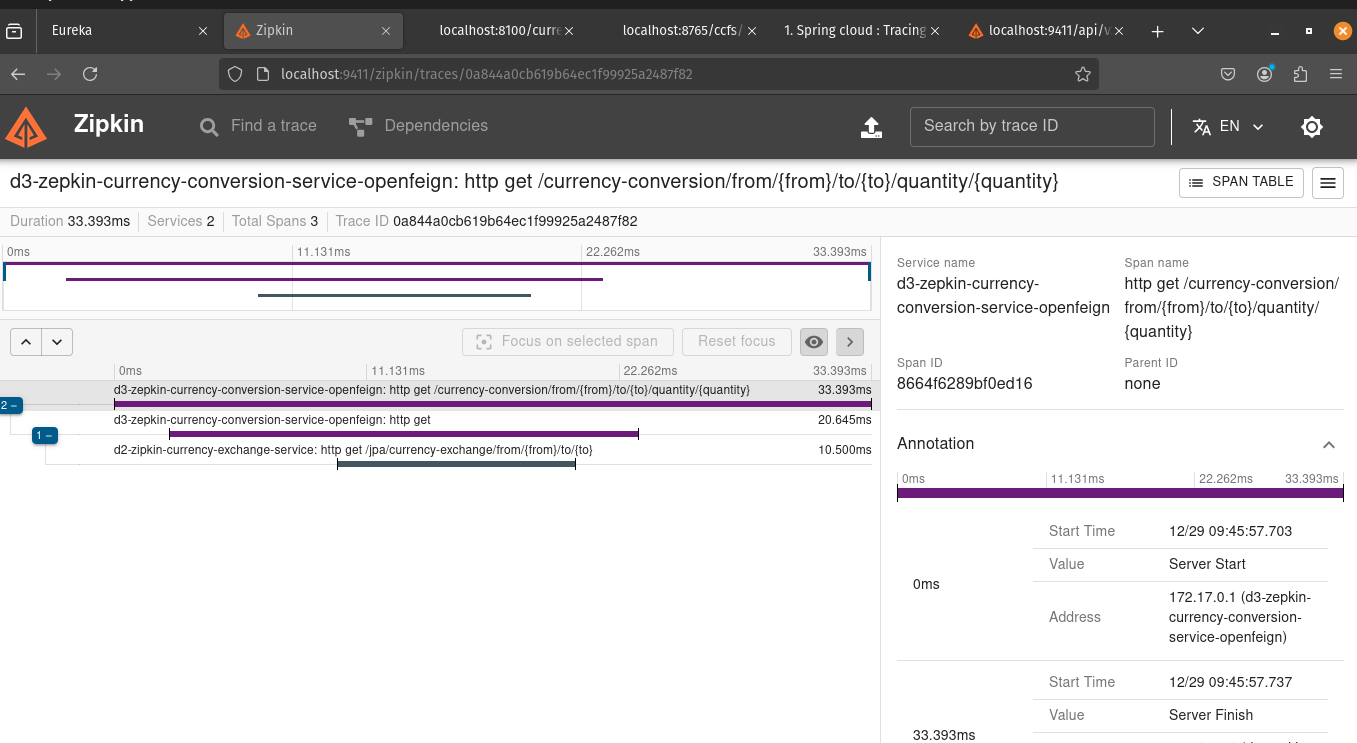 Eureka
Zipkin
localhost:8100/curre
localhost:8765/ccfs/
1. Spring cloud : Tracing
localhost:9411/api/v
localhost:9411/zipkin/traces/0a844a0cb619b64ec1f99925a2487f82
Zipkin
Find a trace
Dependencies
Search by trace ID
EN
d3-zepkin-currency-conversion-service-openfeign: http get /currency-conversion/from/{from}/to/{to}/quantity/{quantity}
SPAN TABLE
Duration 33.393ms Services 2 Total Spans 3 Trace ID 0a844a0cb619b64ec1f99925a2487f82
0ms 11.131ms 22.262ms 33.393ms
Focus on selected span
Reset focus
0ms 11.131ms 22.262ms 33.393ms
d3-zepkin-currency-conversion-service-openfeign: http get /currency-conversion/from/{from}/to/{to}/quantity/{quantity} 33.393ms
2 –
d3-zepkin-currency-conversion-service-openfeign: http get 20.645ms
1 –
d2-zipkin-currency-exchange-service: http get /jpa/currency-exchange/from/{from}/to/{to} 10.500ms
Service name
d3-zepkin-currency-
conversion-service-openfeign
Span name
http get /currency-conversion/
from/{from}/to/{to}/quantity/
{quantity}
Span ID
8664f6289bf0ed16
Parent ID
none
Annotation
0ms 11.131ms 22.262ms 33.393ms
0ms
Start Time 12/29 09:45:57.703
Value Server Start
Address 172.17.0.1 (d3-zepkin-
currency-conversion-
service-openfeign)
33.393ms
Start Time 12/29 09:45:57.737
Value Server Finish